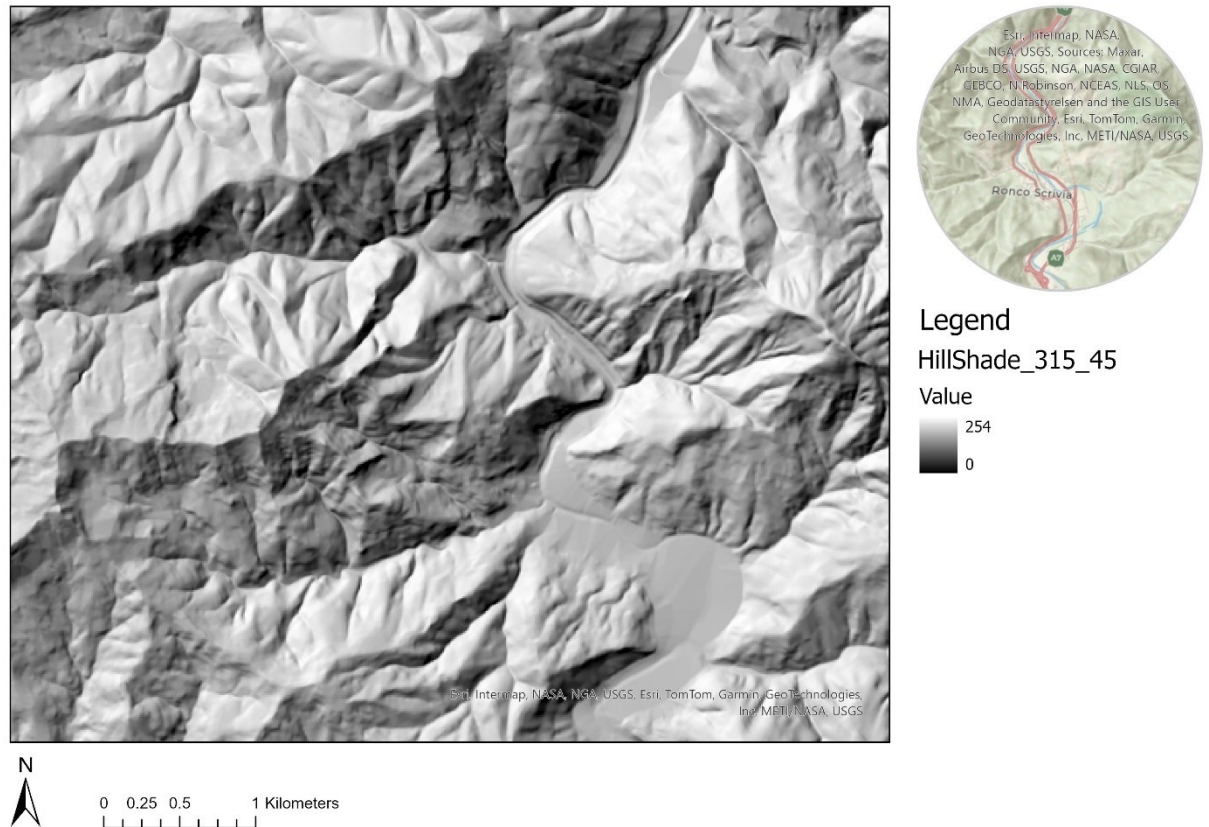 Esri, Intermap, NASA,
NGA, USGS, Sources: Maxar,
Airbus DS, USGS, NGA, NASA, CGIAR,
GEBCO, N Robinson, NCEAS, NLS, OS,
NMA, Geodatastyrelsen and the GIS User
Community, Esri, TomTom, Garmin,
GeoTechnologies, Inc, METI/NASA, USGS
Ronco Scrivia
A7
Legend
HillShade_315_45
Value
254
0
Esri, Intermap, NASA, NGA, USGS, Esri, TomTom, Garmin, GeoTechnologies,
Inc, METI/NASA, USGS
N
0 0.25 0.5 1 Kilometers